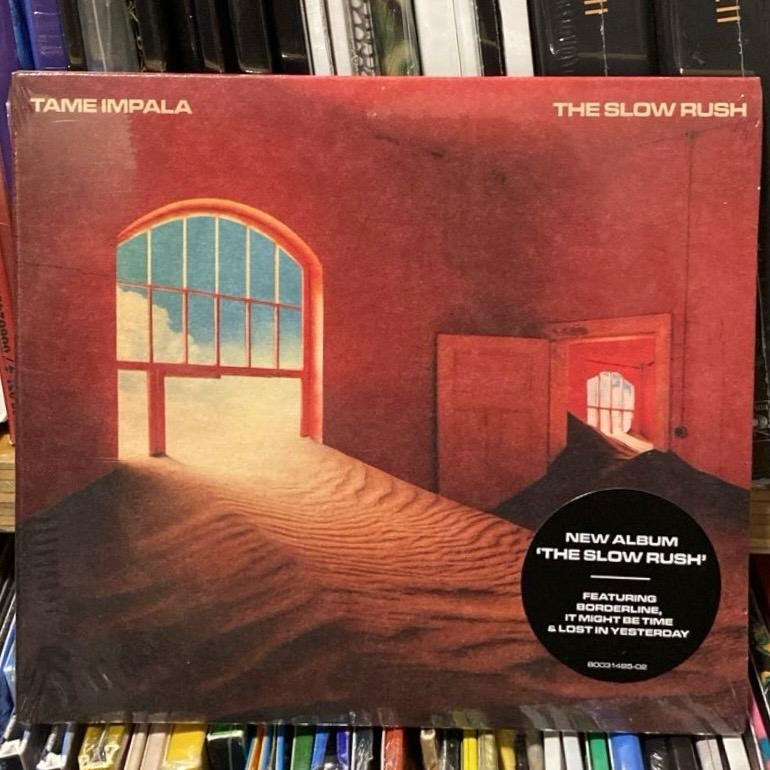 TAME IMPALA
THE SLOW RUSH
NEW ALBUM
‘THE SLOW RUSH’
FEATURING
BORDERLINE,
IT MIGHT BE TIME
& LOST IN YESTERDAY
80031485-02